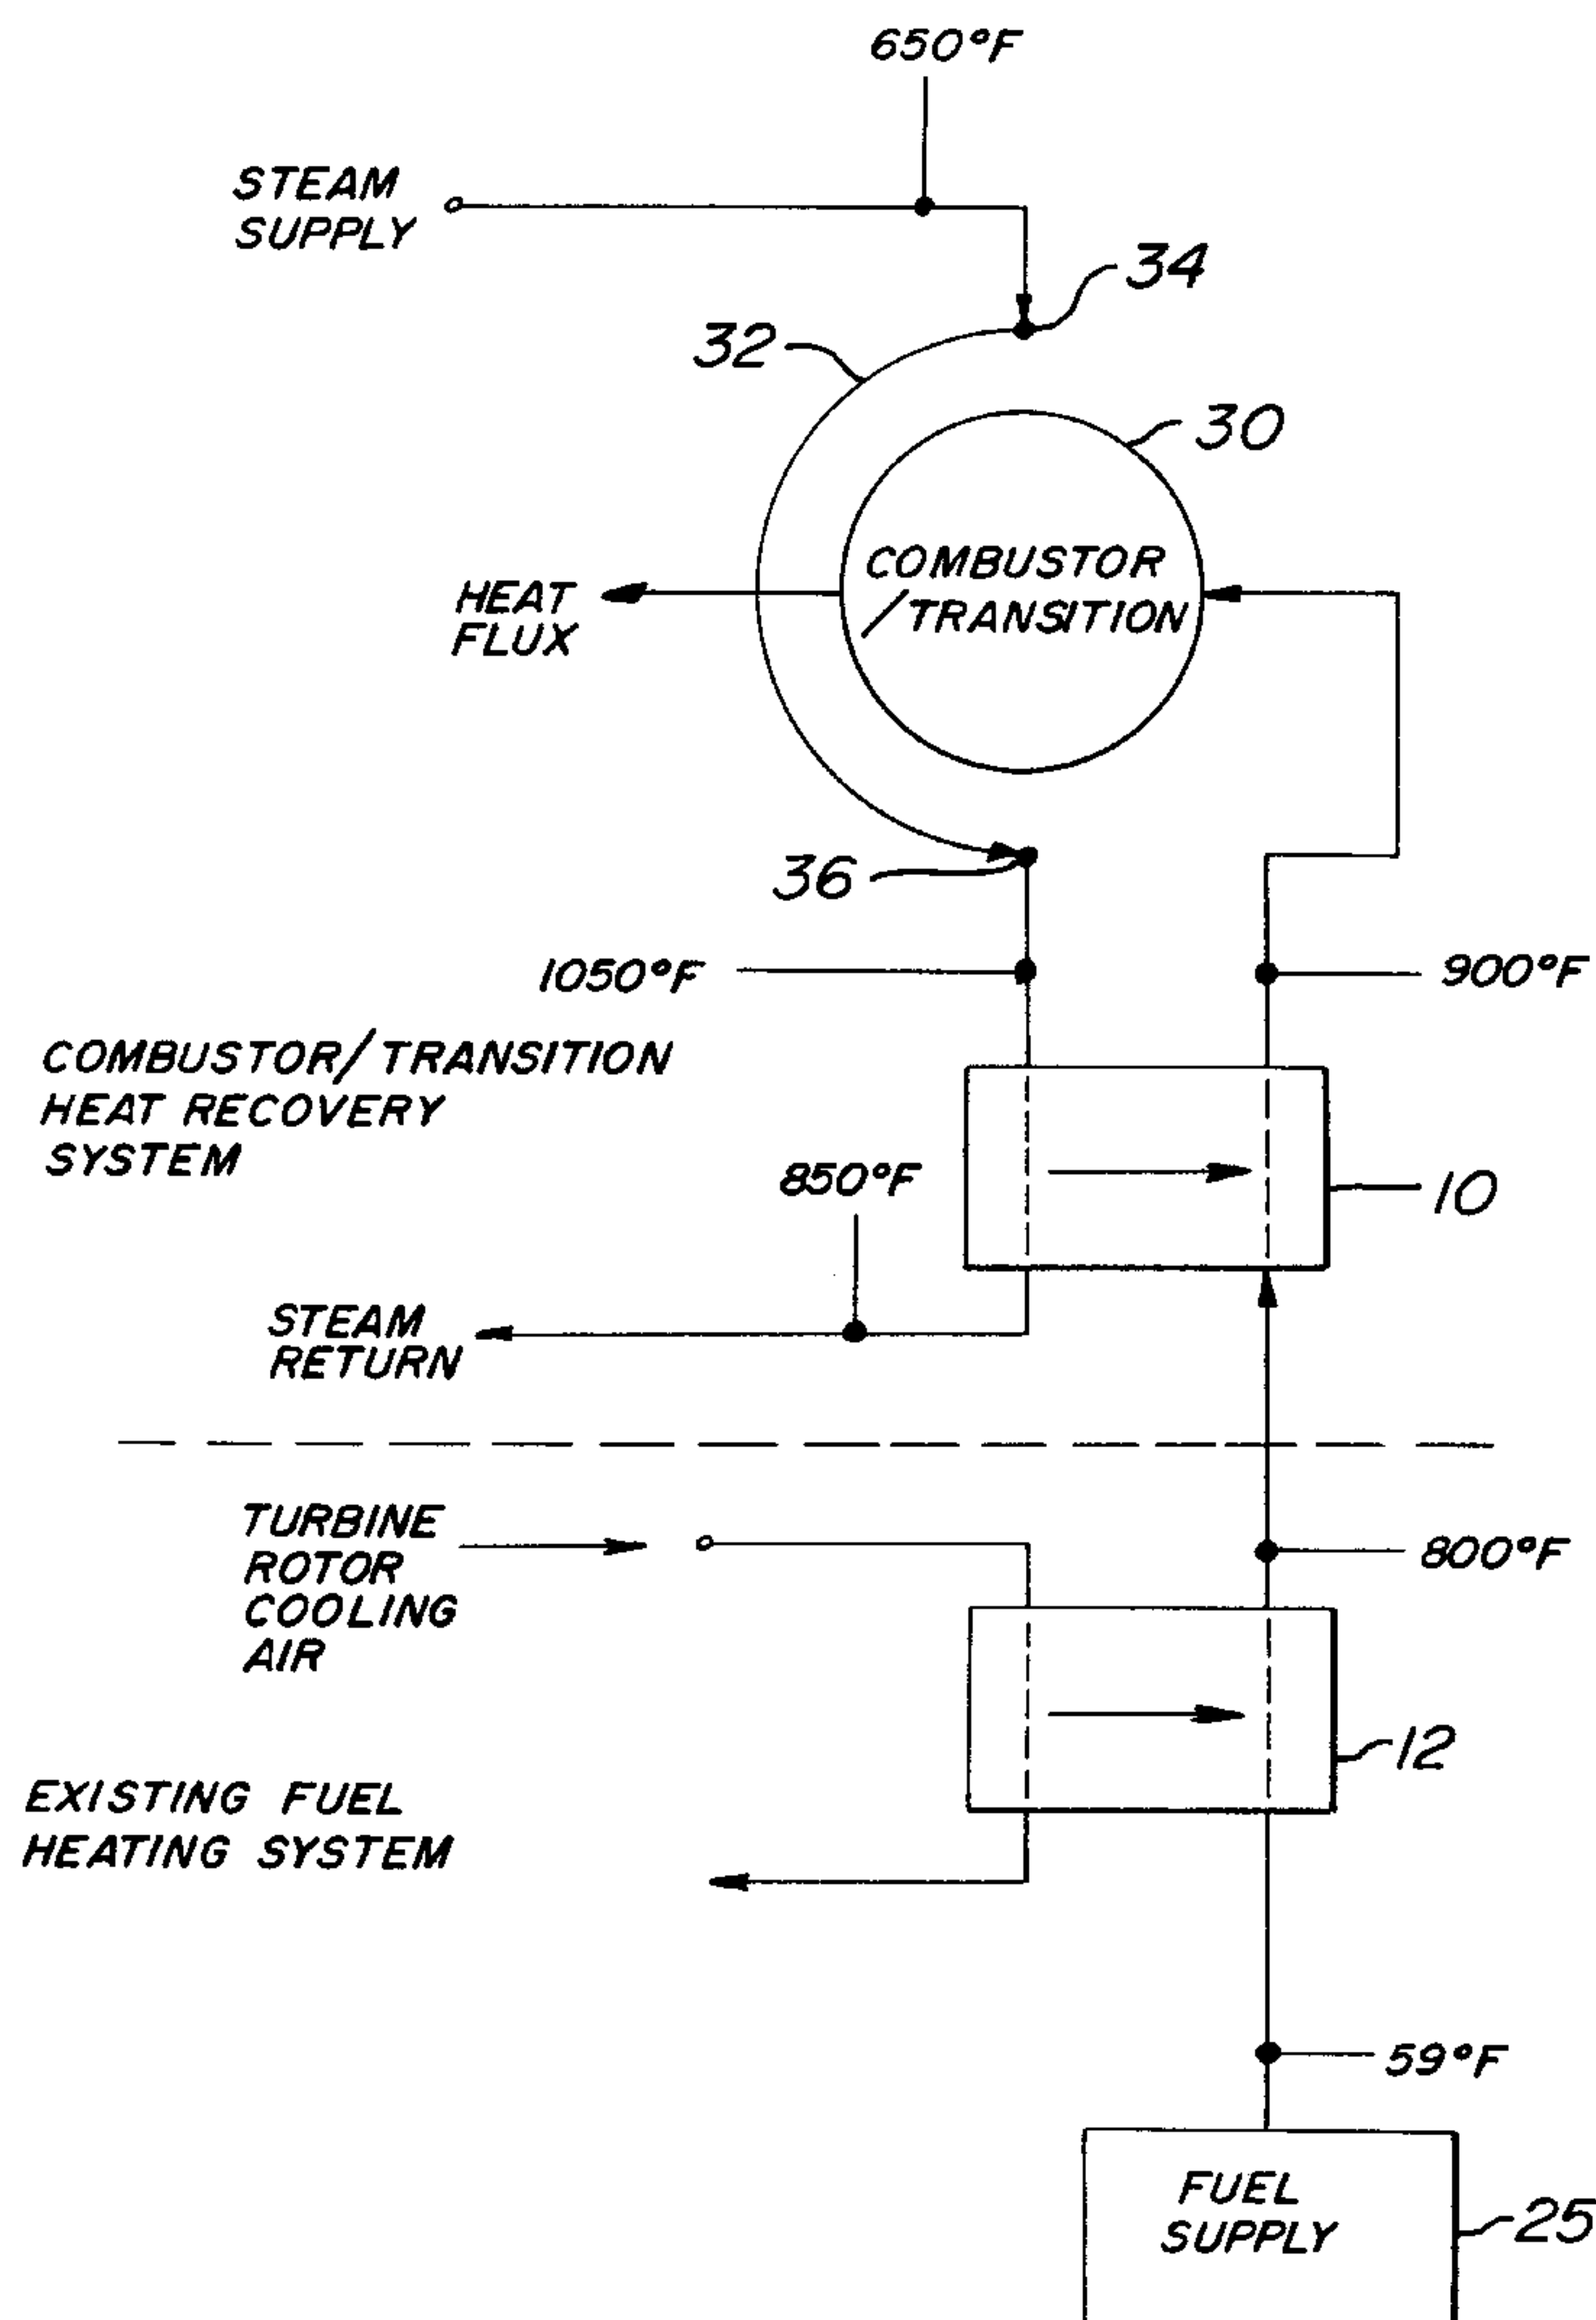 650°F
STEAM
SUPPLY
34
32
30
COMBUSTOR
/TRANSITION
HEAT
FLUX
36
1050°F
900°F
COMBUSTOR/TRANSITION
HEAT RECOVERY
SYSTEM
850°F
10
STEAM
RETURN
TURBINE
ROTOR
COOLING
AIR
800°F
12
EXISTING FUEL
HEATING SYSTEM
59°F
FUEL
SUPPLY
25